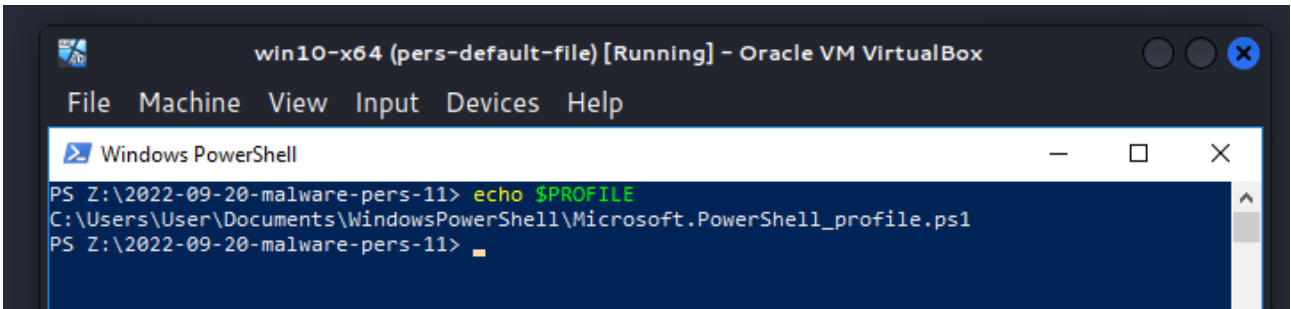 win10-x64 (pers-default-file) [Running] - Oracle VM VirtualBox
File Machine View Input Devices Help
Windows PowerShell
PS Z:\2022-09-20-malware-pers-11> echo $PROFILE
C:\Users\User\Documents\WindowsPowerShell\Microsoft.PowerShell_profile.ps1
PS Z:\2022-09-20-malware-pers-11>